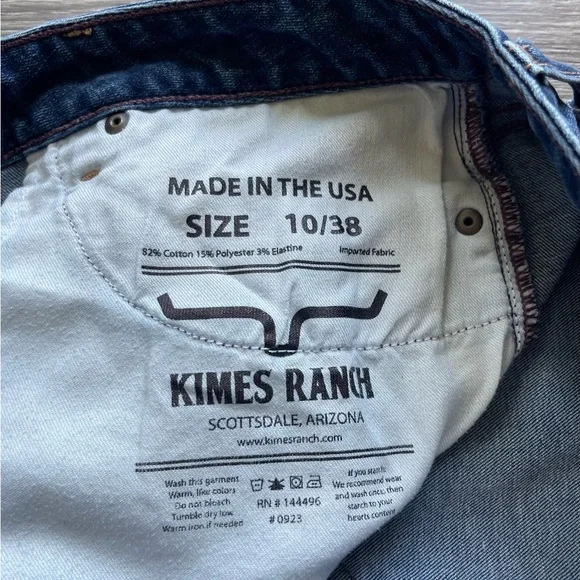 MADE IN THE USA
SIZE 10/38
82% Cotton 15% Polyester 3% Elastine Imported Fabric
KIMES RANCH
SCOTTSDALE, ARIZONA
www.kimesranch.com
Wash this garment
Warm, like colors
Do not bleach
Tumble dry low
Warm iron if needed
RN # 144496
# 0923
If you starch:
We recommend wear
and wash once, then
starch to your
hearts content